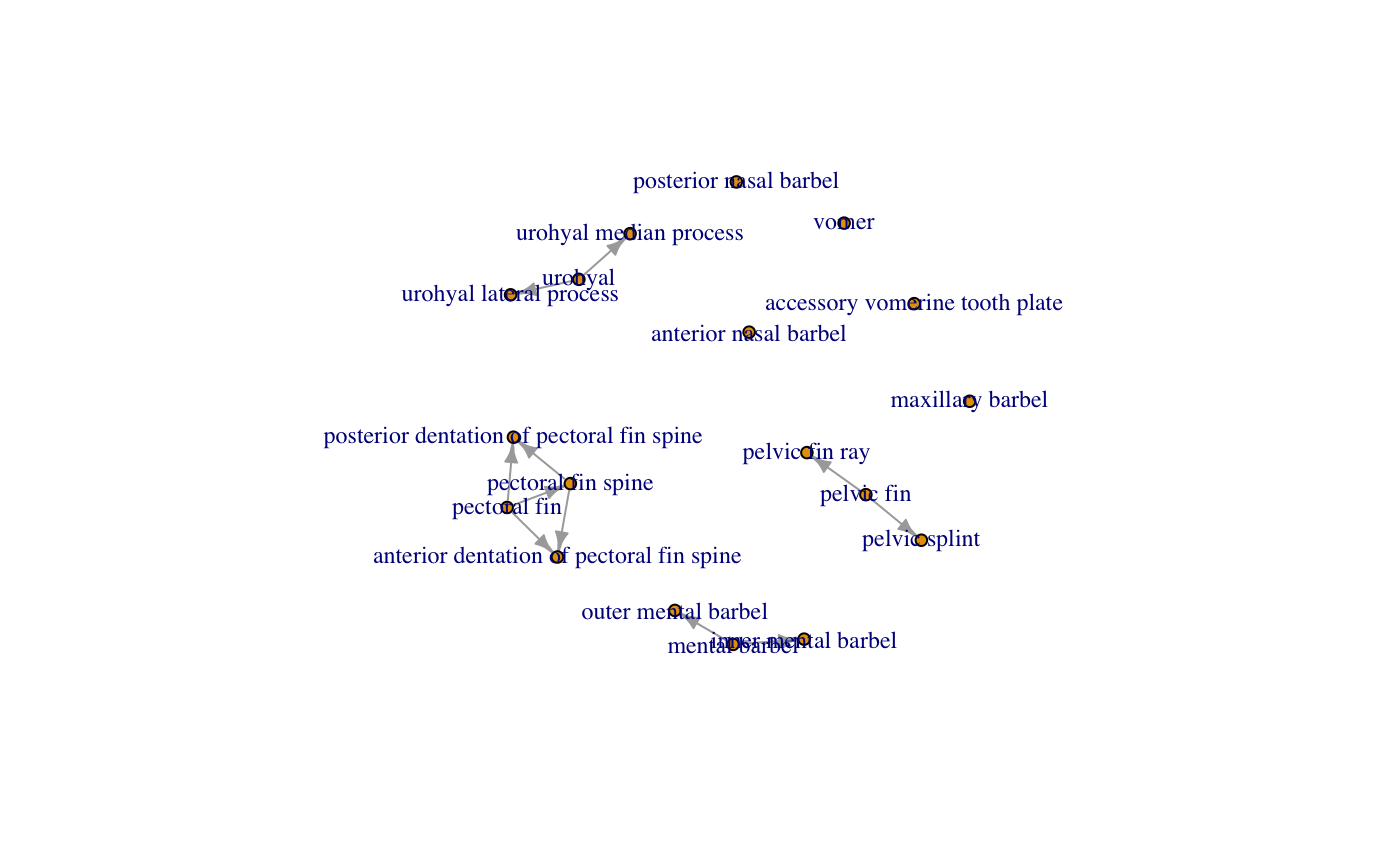 posterior nasal barbel
vomer
urohyal median process
urohyal
urohyal lateral process
accessory vomerine tooth plate
anterior nasal barbel
maxillary barbel
posterior dentation of pectoral fin spine
pelvic fin ray
pectoral fin spine
pelvic fin
pectoral fin
pelvic splint
anterior dentation of pectoral fin spine
outer mental barbel
inner mental barbel
mental barbel